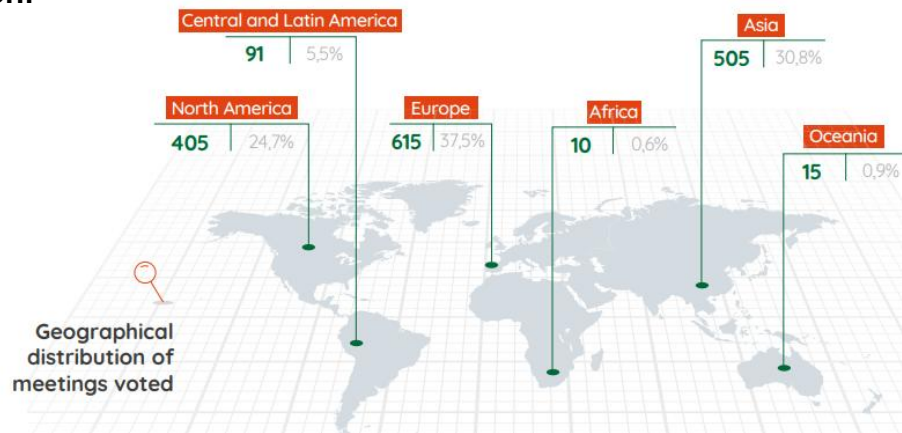 Central and Latin America
91 5,5%
Asia
505 30,8%
North America
405 24,7%
Europe
615 37,5%
Africa
10 0,6%
Oceania
15 0,9%
Geographical
distribution of
meetings voted